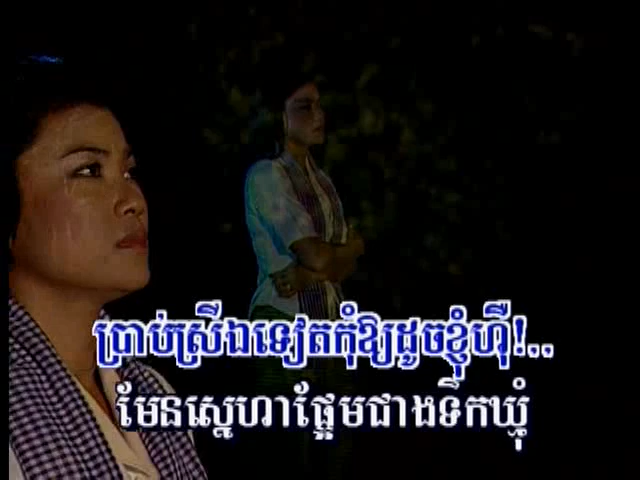 ប្រាប់ស្រីឯទៀតកុំឱ្យដូចខ្ញុំហ៊ី!..
មែនស្នេហាផ្អែមជាងទឹកឃ្មុំ